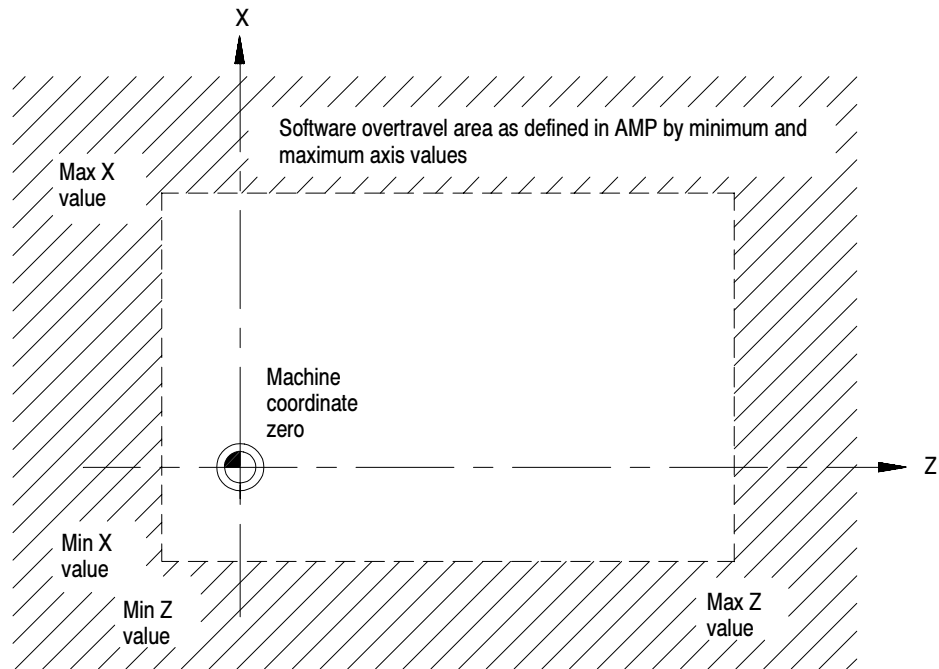 X
Software overtravel area as defined in AMP by minimum and
maximum axis values
Max X
value
Machine
coordinate
zero
Z
Min X
value
Min Z
value
Max Z
value